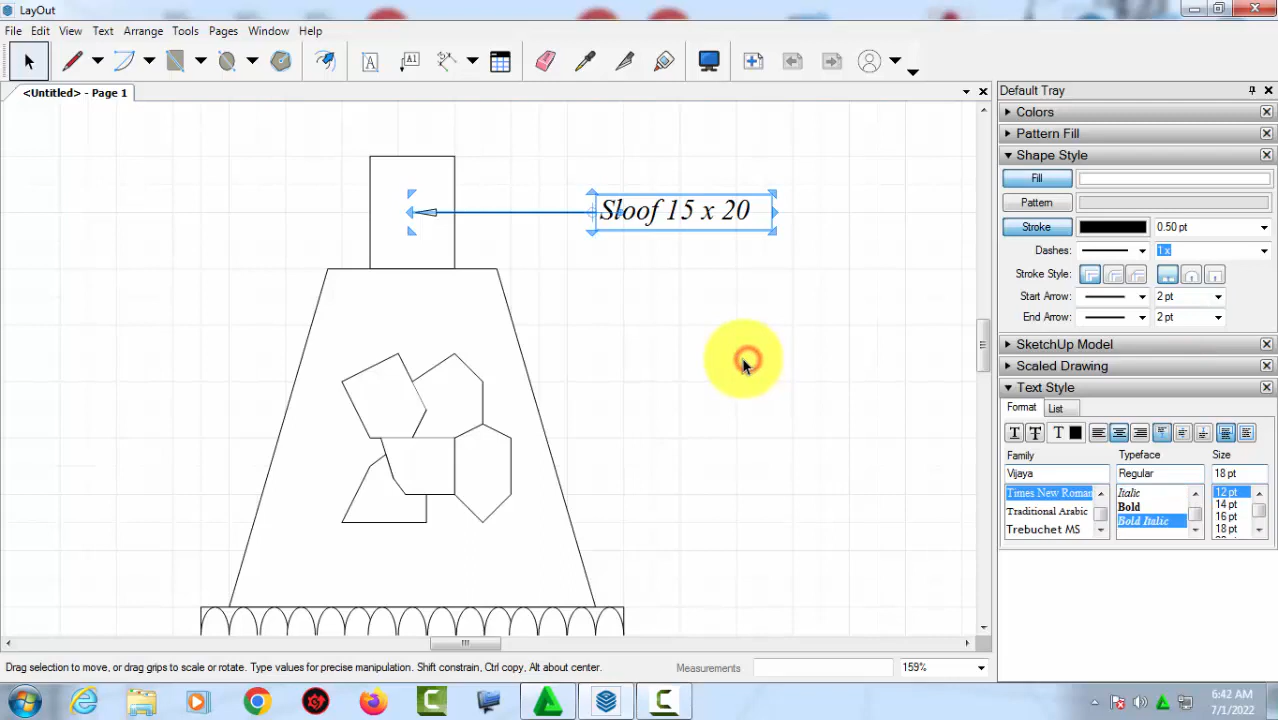 LayOut
File Edit View Text Arrange Tools Pages Window Help
<Untitled> - Page 1
Sloof 15 x 20
Default Tray
Colors
Pattern Fill
Shape Style
Fill
Pattern
Stroke 0.50 pt
Dashes: 1 x
Stroke Style:
Start Arrow: 2 pt
End Arrow: 2 pt
SketchUp Model
Scaled Drawing
Text Style
Format List
Family Typeface Size
Vijaya Regular 18 pt
Times New Roman Italic 12 pt
Traditional Arabic Bold 14 pt
Trebuchet MS Bold Italic 16 pt
18 pt
Drag selection to move, or drag grips to scale or rotate. Type values for precise manipulation. Shift constrain, Ctrl copy, Alt about center.
Measurements 159%
6:42 AM
7/1/2022